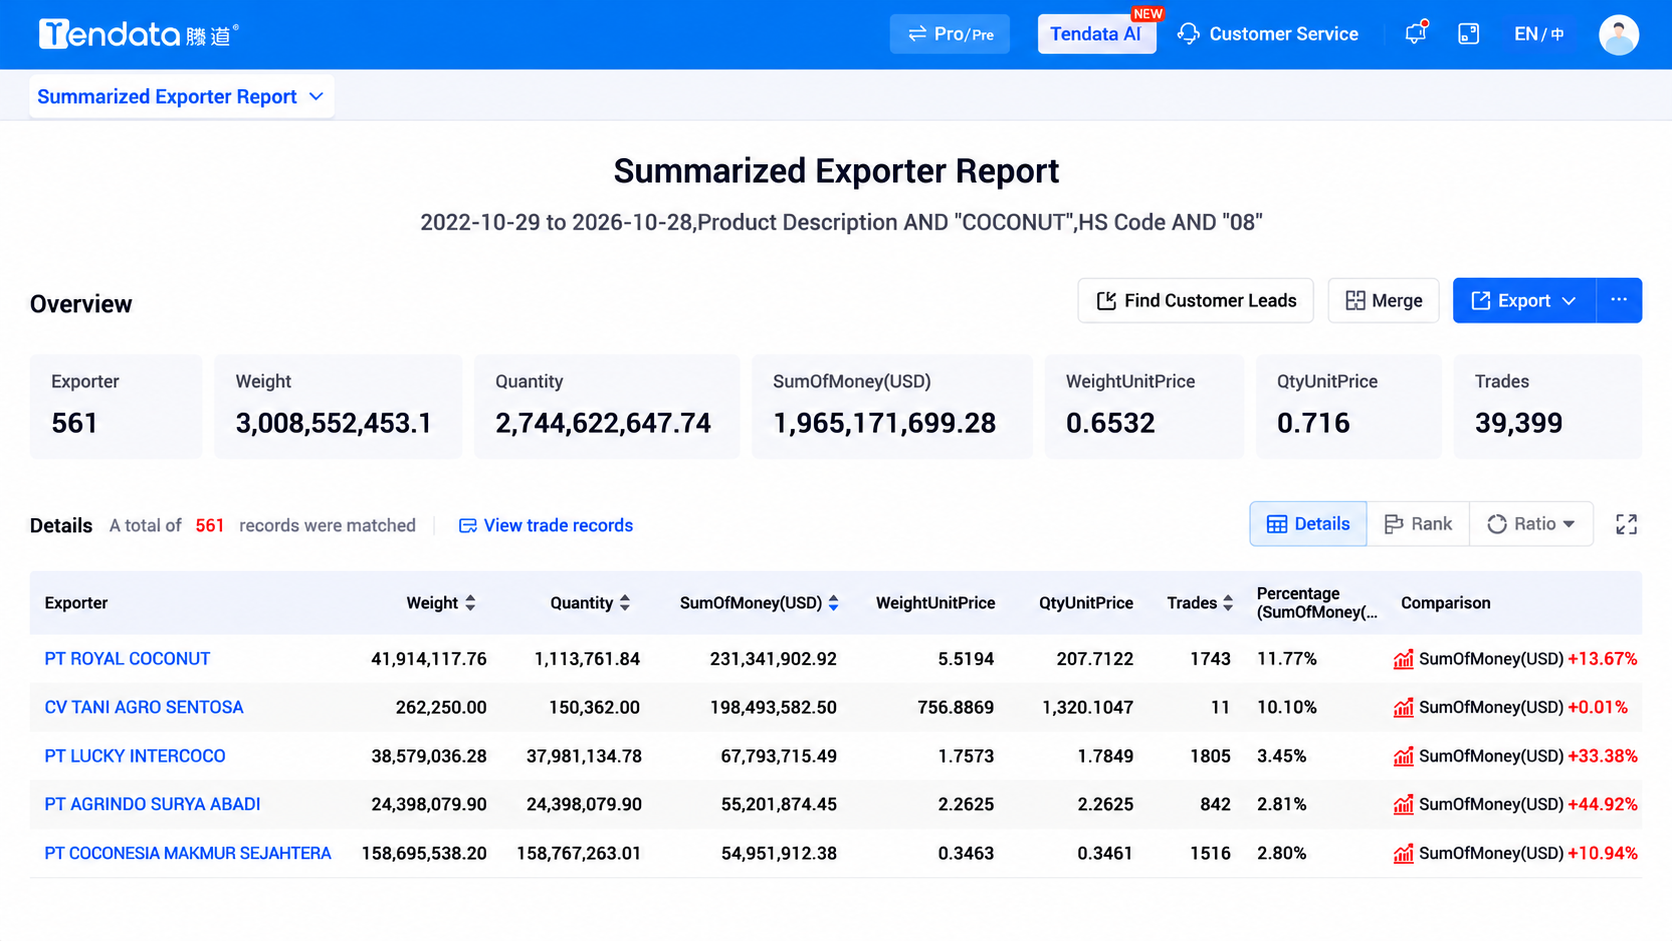 Tendata 腾道®
Pro/Pre
Tendata AI
NEW
Customer Service
EN/中
Summarized Exporter Report
Summarized Exporter Report
2022-10-29 to 2026-10-28,Product Description AND "COCONUT",HS Code AND "08"
Overview
Find Customer Leads
Merge
Export
Exporter
561
Weight
3,008,552,453.1
Quantity
2,744,622,647.74
SumOfMoney(USD)
1,965,171,699.28
WeightUnitPrice
0.6532
QtyUnitPrice
0.716
Trades
39,399
Details A total of 561 records were matched View trade records
Details Rank Ratio
Exporter Weight Quantity SumOfMoney(USD) WeightUnitPrice QtyUnitPrice Trades Percentage (SumOfMoney(... Comparison
PT ROYAL COCONUT 41,914,117.76 1,113,761.84 231,341,902.92 5.5194 207.7122 1743 11.77% SumOfMoney(USD) +13.67%
CV TANI AGRO SENTOSA 262,250.00 150,362.00 198,493,582.50 756.8869 1,320.1047 11 10.10% SumOfMoney(USD) +0.01%
PT LUCKY INTERCOCO 38,579,036.28 37,981,134.78 67,793,715.49 1.7573 1.7849 1805 3.45% SumOfMoney(USD) +33.38%
PT AGRINDO SURYA ABADI 24,398,079.90 24,398,079.90 55,201,874.45 2.2625 2.2625 842 2.81% SumOfMoney(USD) +44.92%
PT COCONESIA MAKMUR SEJAHTERA 158,695,538.20 158,767,263.01 54,951,912.38 0.3463 0.3461 1516 2.80% SumOfMoney(USD) +10.94%